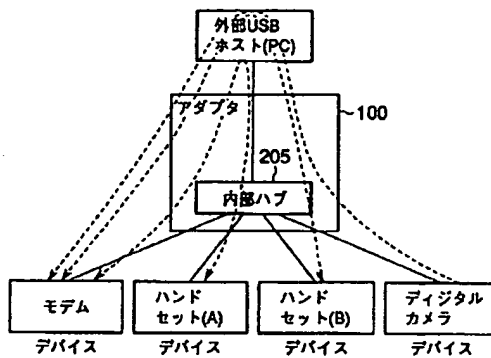 外部USB
ホスト(PC)
アダプタ
100
205
内部ハブ
モデム
ハンド
セット(A)
ハンド
セット(B)
ディジタル
カメラ
デバイス
デバイス
デバイス
デバイス